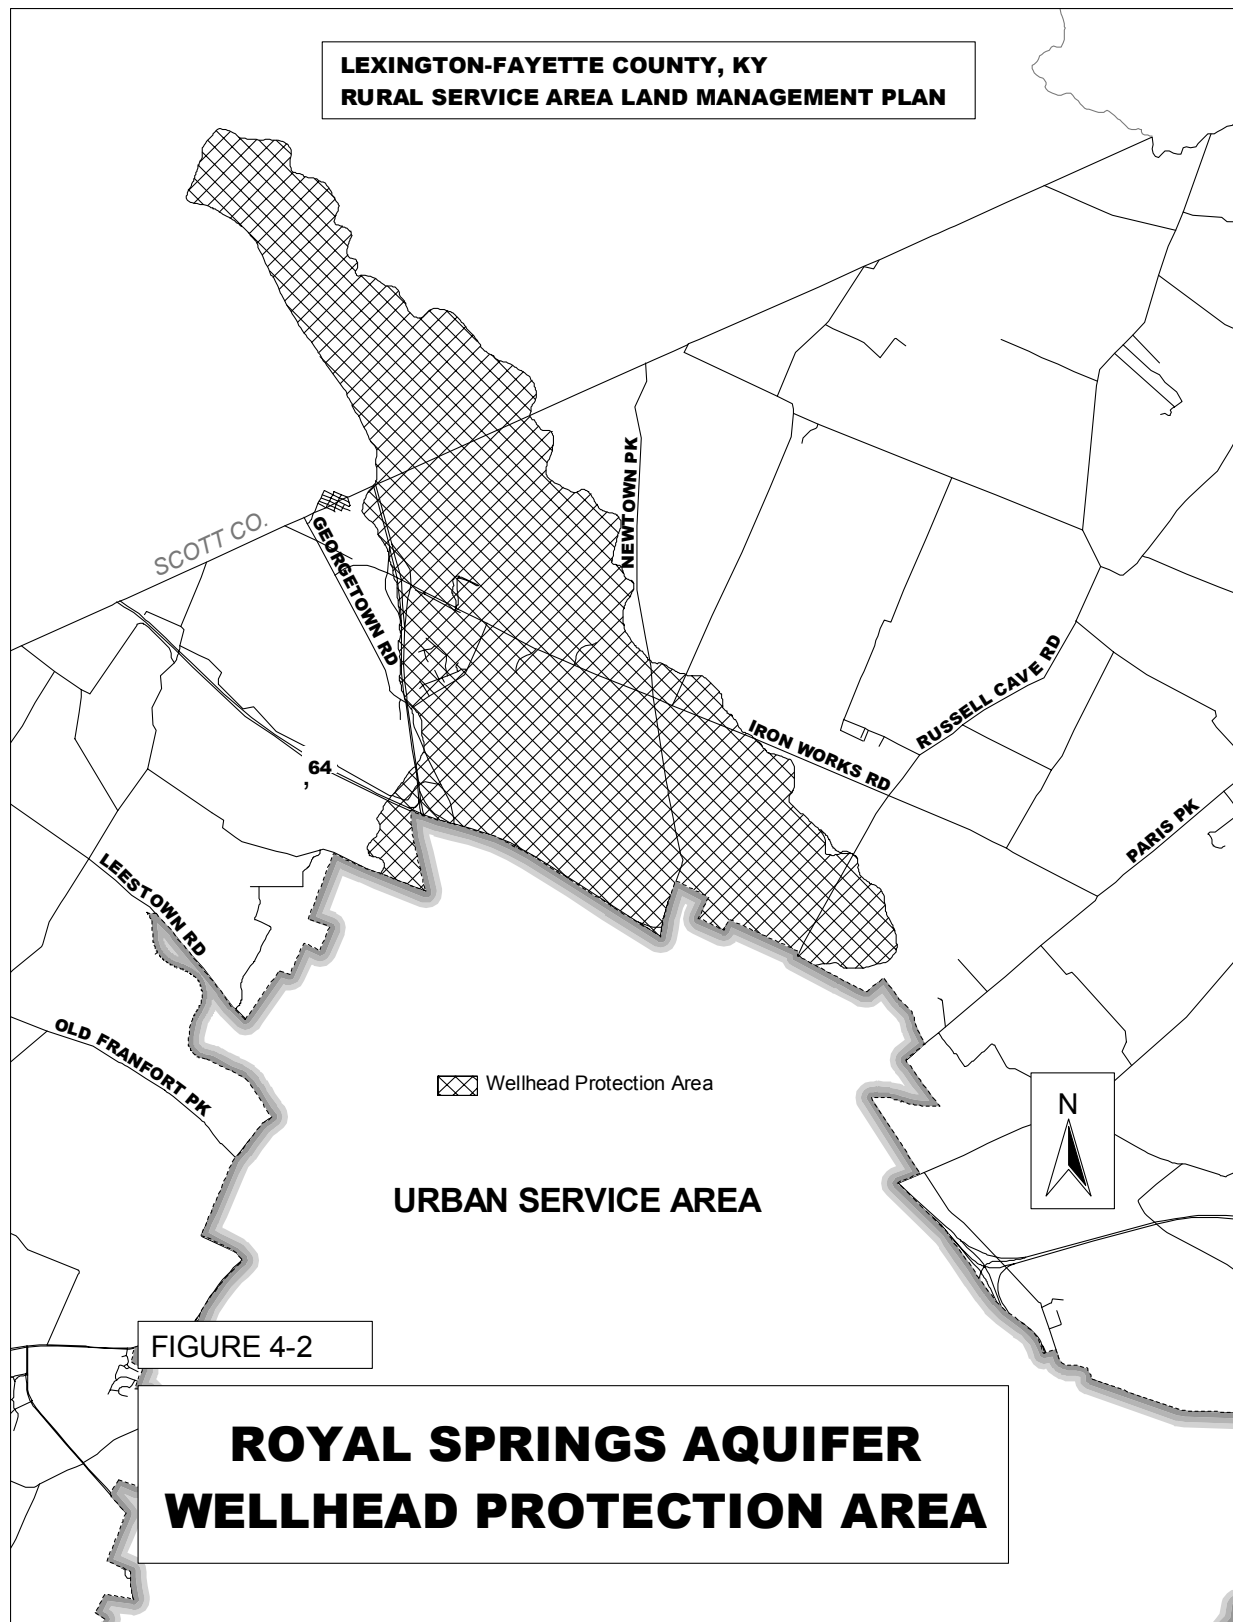 LEXINGTON-FAYETTE COUNTY, KY
RURAL SERVICE AREA LAND MANAGEMENT PLAN
SCOTT CO.
GEORGETOWN RD
NEWTOWN PK
RUSSELL CAVE RD
IRON WORKS RD
64
,
PARIS PK
LEESTOWN RD
OLD FRANFORT PK
Wellhead Protection Area
N
URBAN SERVICE AREA
FIGURE 4-2
ROYAL SPRINGS AQUIFER
WELLHEAD PROTECTION AREA